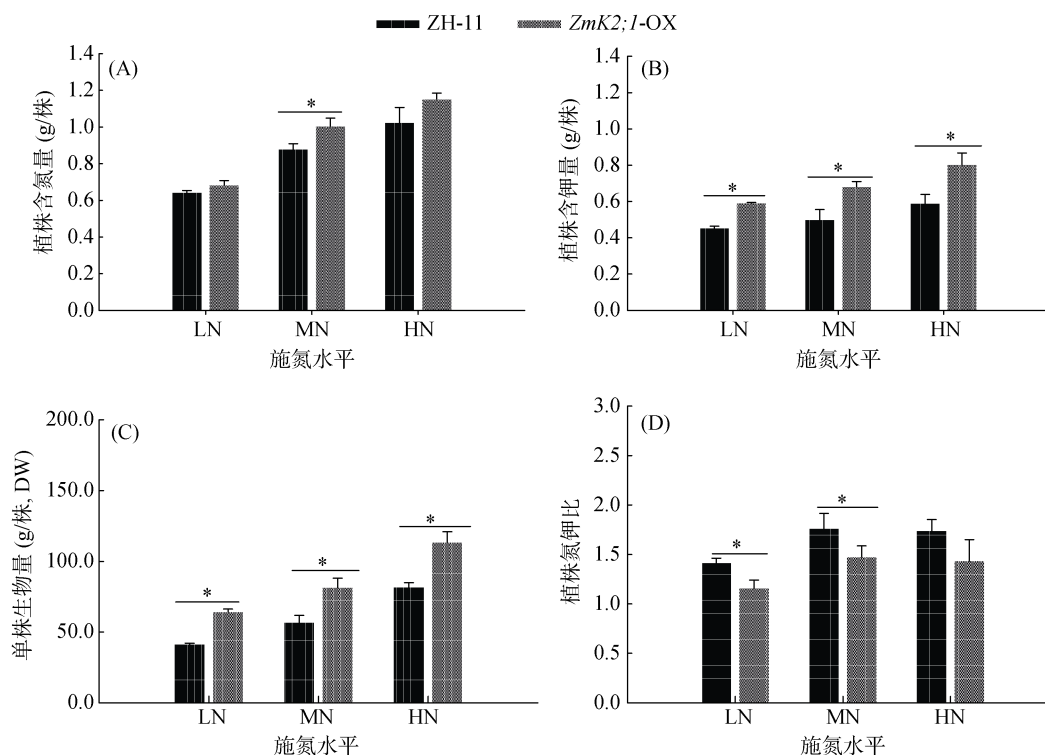 ZH-11 ZmK2;1-OX
(A)
植株含氮量 (g/株)
1.4
1.2
1.0
0.8
0.6
0.4
0.2
0.0
*
LN MN HN
施氮水平
(B)
植株含钾量 (g/株)
1.4
1.2
1.0
0.8
0.6
0.4
0.2
0.0
* * *
LN MN HN
施氮水平
(C)
单株生物量 (g/株, DW)
200.0
150.0
100.0
50.0
0.0
* * *
LN MN HN
施氮水平
(D)
植株氮钾比
3.0
2.5
2.0
1.5
1.0
0.5
0.0
* *
LN MN HN
施氮水平